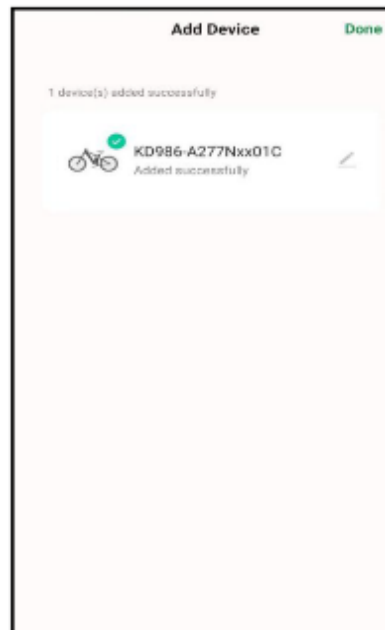 Add Device
Done
1 device(s) added successfully
KD986-A277Nxx01C
Added successfully